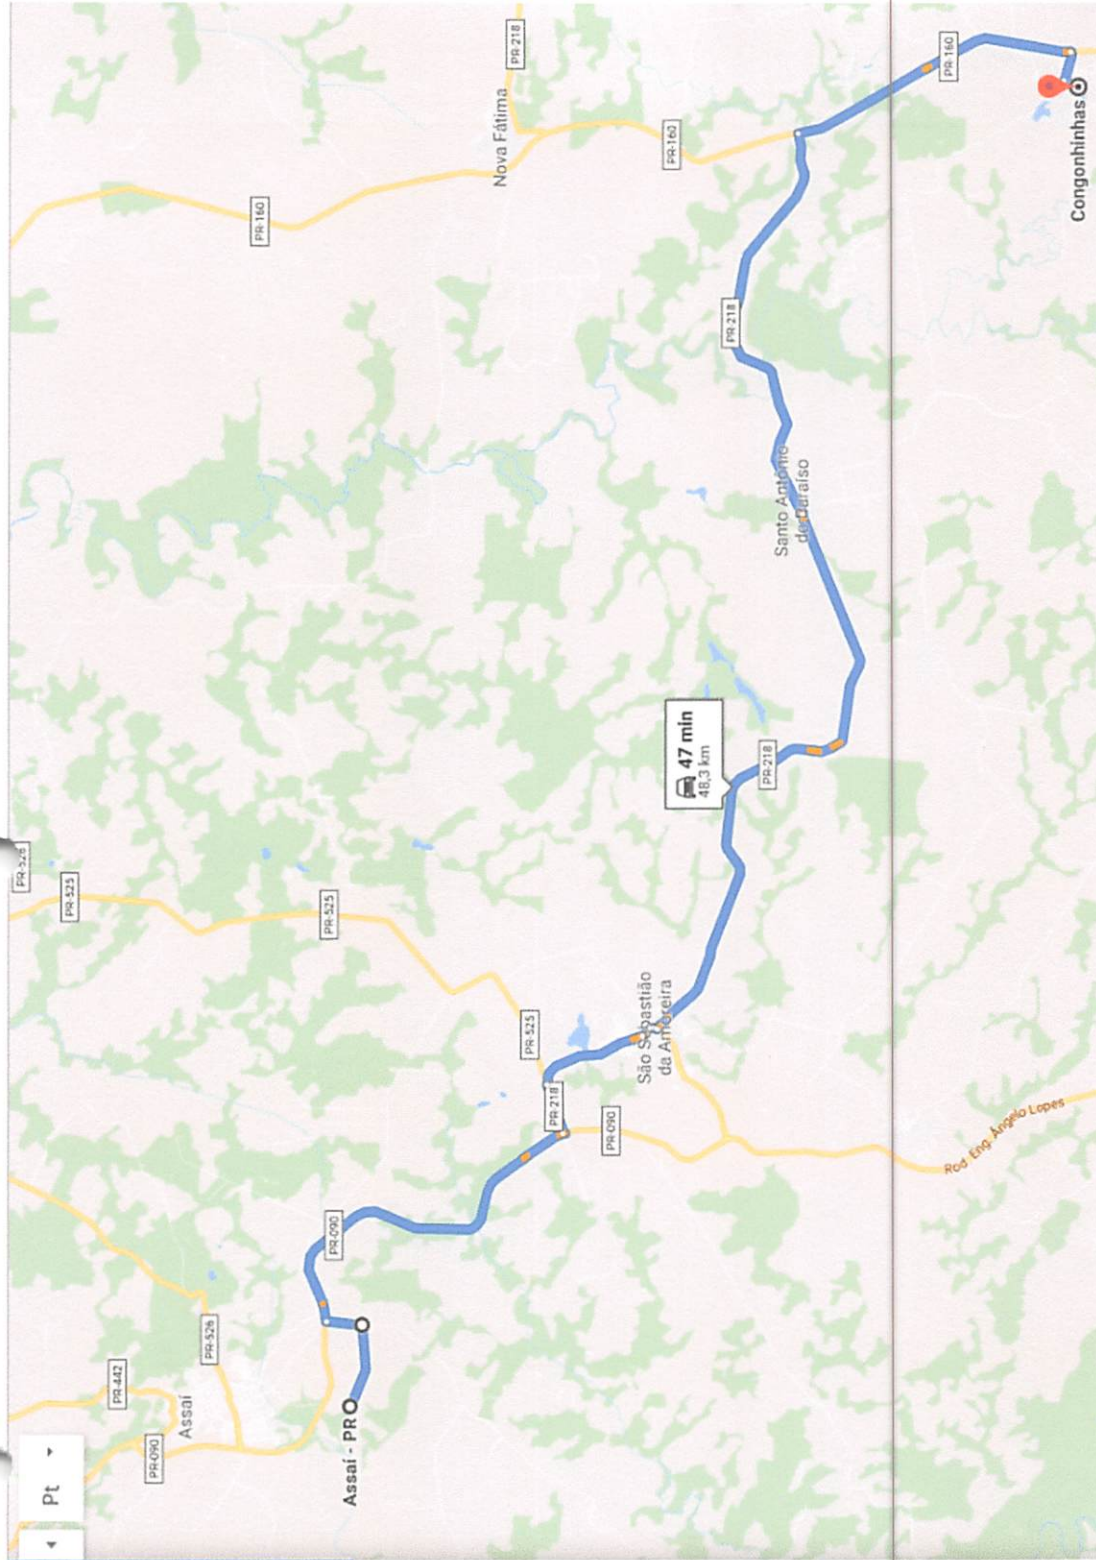 PR-526
Pt
PR-525
PR-442
PR-090
Assaí
PR-526
PR-160
PR-525
PR-090
Assaí - PR
Nova Fátima
PR-218
PR-525
PR-218
PR-090
São Sebastião
da Amoreira
PR-160
47 min
48,3 km
PR-218
PR-218
Santo Antônio
do Paraíso
PR-160
Rod. Eng. Ângelo Lopes
Congonhinhas